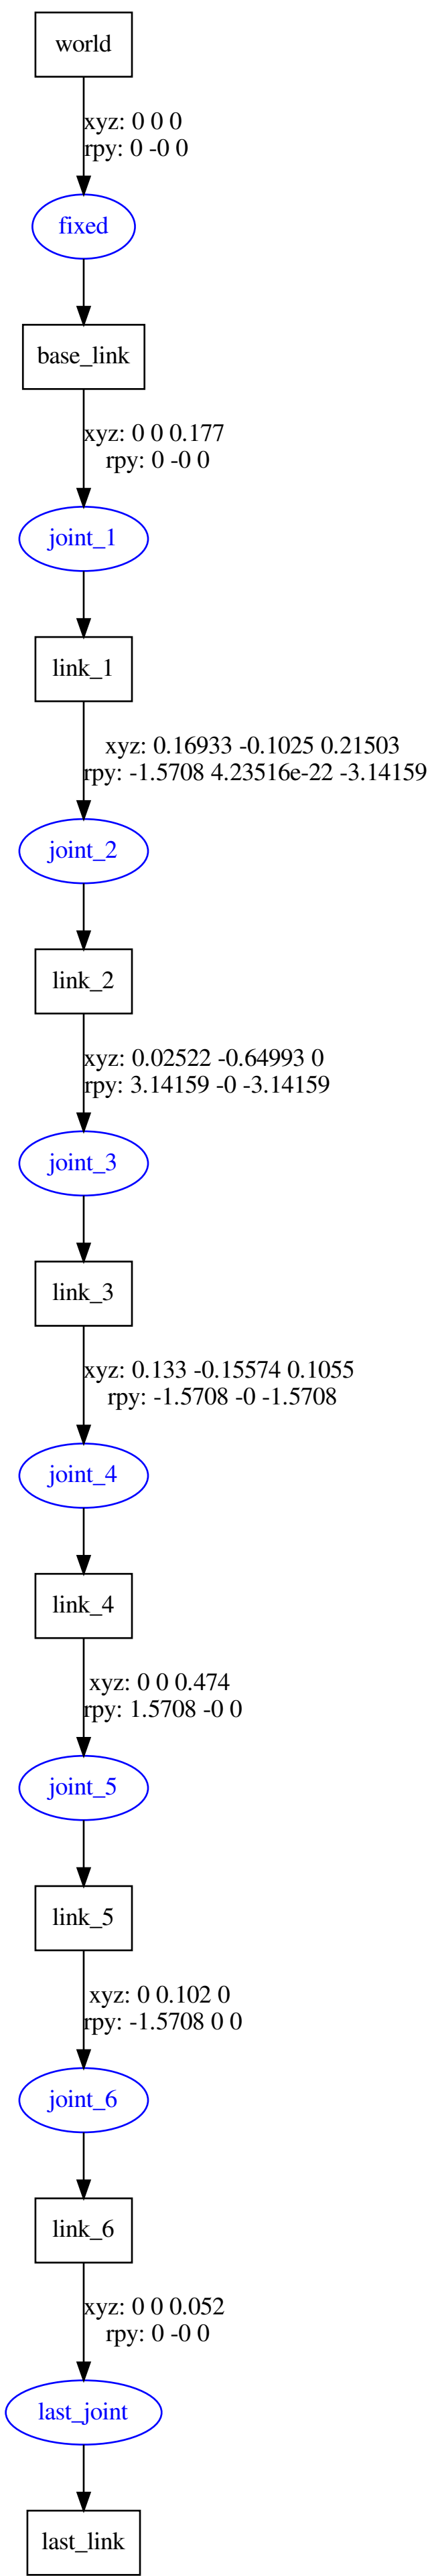 world
xyz: 0 0 0
rpy: 0 -0 0
fixed
base_link
xyz: 0 0 0.177
rpy: 0 -0 0
joint_1
link_1
xyz: 0.16933 -0.1025 0.21503
rpy: -1.5708 4.23516e-22 -3.14159
joint_2
link_2
xyz: 0.02522 -0.64993 0
rpy: 3.14159 -0 -3.14159
joint_3
link_3
xyz: 0.133 -0.15574 0.1055
rpy: -1.5708 -0 -1.5708
joint_4
link_4
xyz: 0 0 0.474
rpy: 1.5708 -0 0
joint_5
link_5
xyz: 0 0.102 0
rpy: -1.5708 0 0
joint_6
link_6
xyz: 0 0 0.052
rpy: 0 -0 0
last_joint
last_link